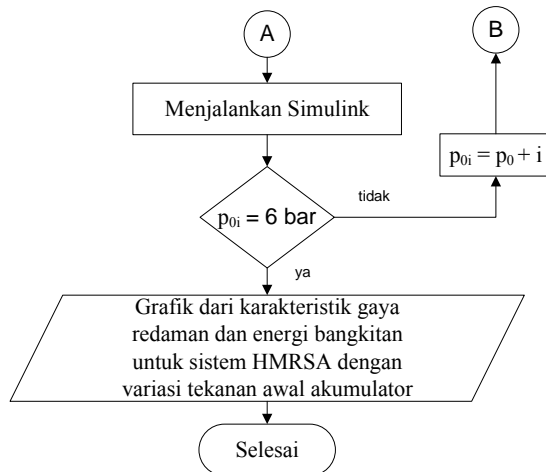 A
B
Menjalankan Simulink
p0i = p0 + i
p0i = 6 bar
tidak
ya
Grafik dari karakteristik gaya
redaman dan energi bangkitan
untuk sistem HMRSA dengan
variasi tekanan awal akumulator
Selesai